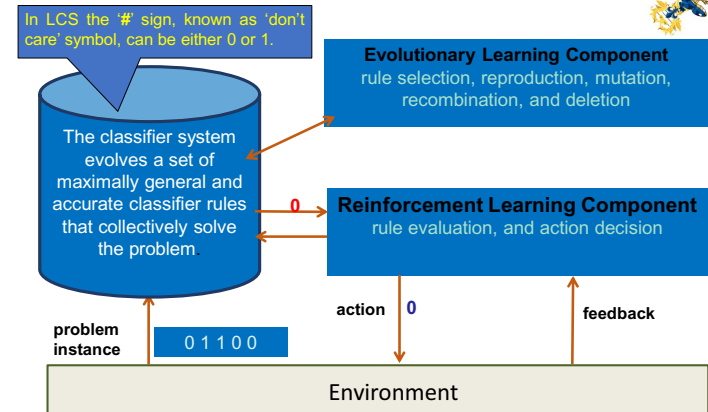 In LCS the ‘#’ sign, known as ‘don’t
care’ symbol, can be either 0 or 1.
Evolutionary Learning Component
rule selection, reproduction, mutation,
recombination, and deletion
The classifier system
evolves a set of
maximally general and
accurate classifier rules
that collectively solve
the problem.
0
Reinforcement Learning Component
rule evaluation, and action decision
action 0
feedback
problem
instance
0 1 1 0 0
Environment